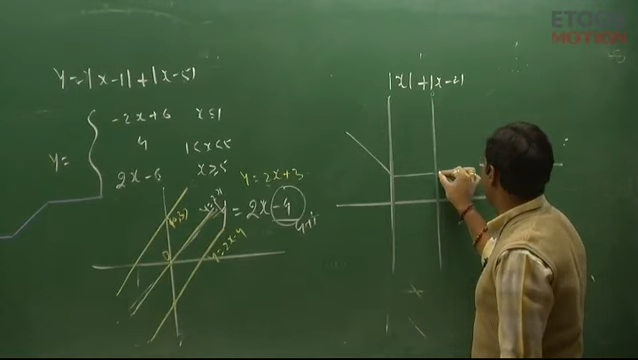 ETOOS
MOTION
y = |x-1| + |x-5|
|x| + |x-2|
-2x+6 x≤1
y= 4 1<x<5
2x-6 x≥5
y=2x+3
y = 2x-4
y=2x-4